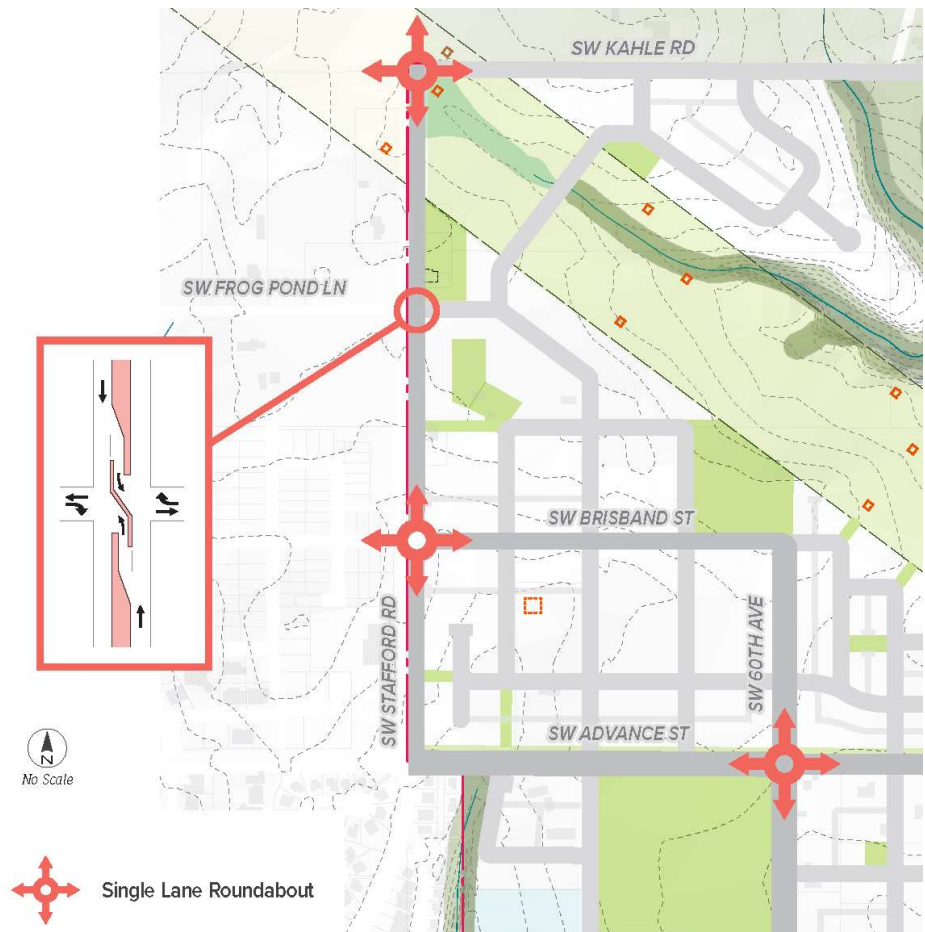 SW KAHLE RD
SW FROG POND LN
SW BRISBAND ST
SW STAFFORD RD
SW 60TH AVE
SW ADVANCE ST
N
No Scale
Single Lane Roundabout